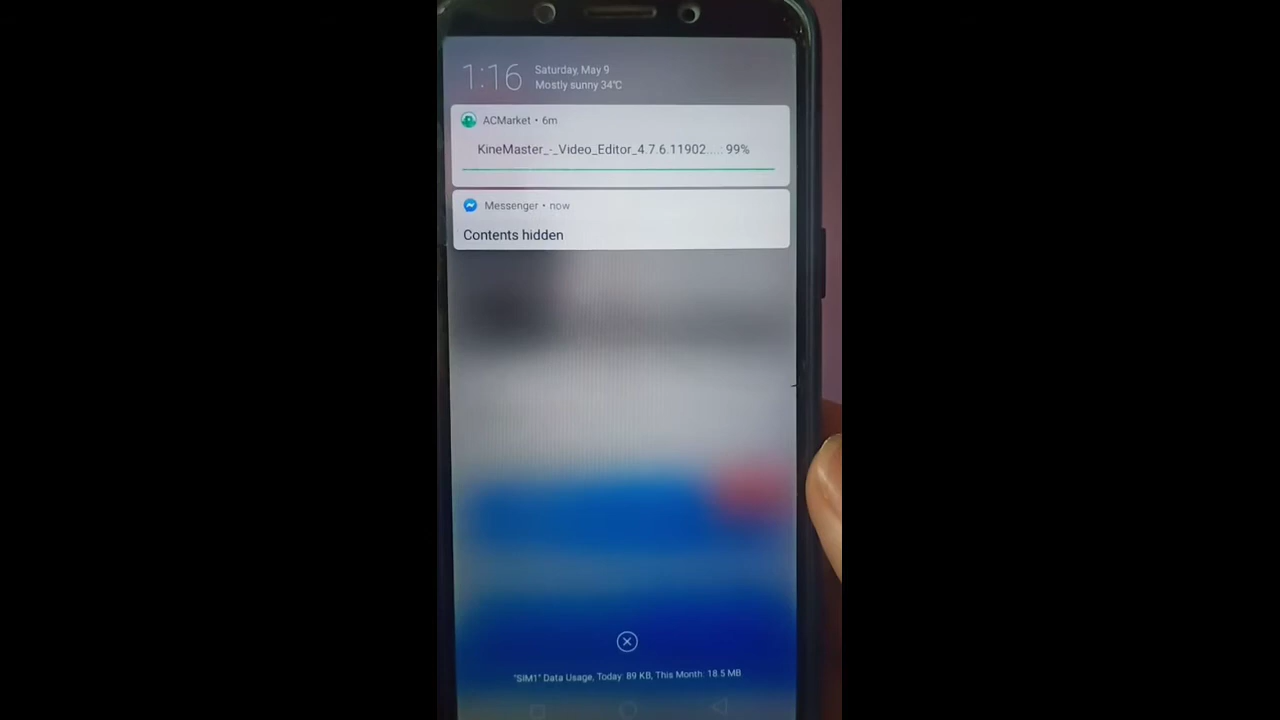 1:16
Saturday, May 9
Mostly sunny 34℃
ACMarket • 6m
KineMaster_-_Video_Editor_4.7.6.11902....: 99%
Messenger • now
Contents hidden
"SIM1" Data Usage, Today: 89 KB, This Month: 18.5 MB